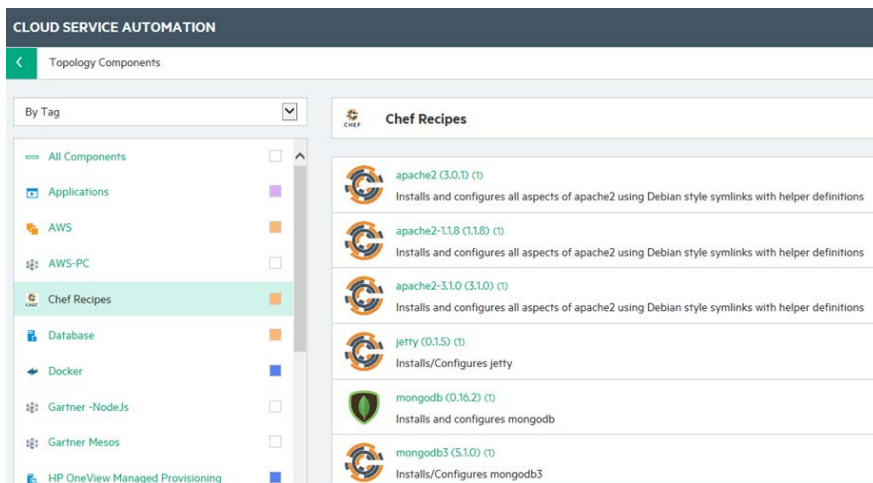 CLOUD SERVICE AUTOMATION
Topology Components
By Tag
All Components
Applications
AWS
AWS-PC
CHEF
Chef Recipes
Database
Docker
Gartner -NodeJs
Gartner Mesos
HP OneView Managed Provisioning
CHEF
Chef Recipes
apache2 (3.0.1) (1)
Installs and configures all aspects of apache2 using Debian style symlinks with helper definitions
apache2-1.1.8 (1.1.8) (1)
Installs and configures all aspects of apache2 using Debian style symlinks with helper definitions
apache2-3.1.0 (3.1.0) (1)
Installs and configures all aspects of apache2 using Debian style symlinks with helper definitions
jetty (0.1.5) (1)
Installs/Configures jetty
mongodb (0.16.2) (1)
Installs and configures mongodb
mongodb3 (5.1.0) (1)
Installs/Configures mongodb3